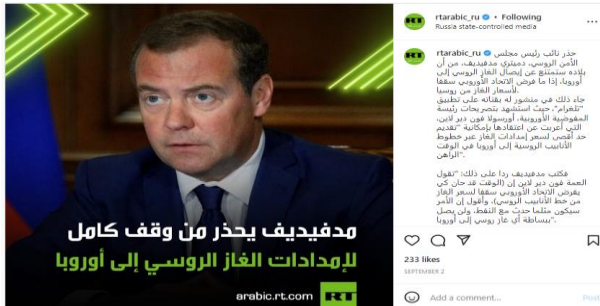 RT
مدفيديف يحذر من وقف كامل
لإمدادات الغاز الروسي إلى أوروبا
arabic.rt.com RT
rtarabic_ru • Following
Russia state-controlled media
rtarabic_ru حذر نائب رئيس مجلس
الأمن الروسي، دميتري مدفيديف، من أن
بلاده ستمتنع عن إيصال الغاز الروسي إلى
أوروبا، إذا ما فرض الاتحاد الأوروبي سقفا
لأسعار الغاز من روسيا.
جاء ذلك في منشور له بقناته على تطبيق
"تلغرام"، حيث استشهد بتصريحات رئيسة
المفوضية الأوروبية، أورسولا فون دير لاين،
التي أعربت عن اعتقادها بإمكانية "تقديم
حد أقصى لسعر إمدادات الغاز عبر خطوط
الأنابيب الروسية إلى أوروبا في الوقت
الراهن".
فكتب مدفيديف ردا على ذلك: "تقول
العمة فون دير لاين إن (الوقت قد حان كي
يفرض الاتحاد الأوروبي سقفا لسعر الغاز
من خط الأنابيب الروسي)، وأقول إن الأمر
سيكون مثلما حدث مع النفط، ولن يصل
ببساطة أي غاز روسي إلى أوروبا".
233 likes
SEPTEMBER 2
Add a comment...
Post